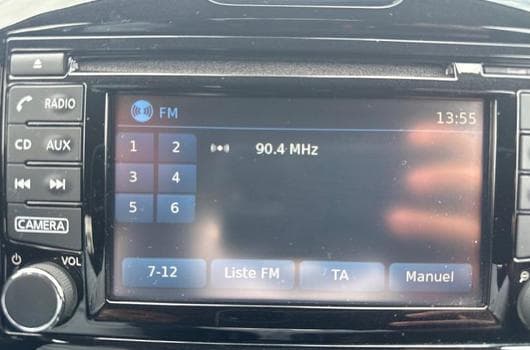 FM
13:55
RADIO
1 2 90.4 MHz
CD AUX
3 4
5 6
CAMERA
VOL
7-12 Liste FM TA Manuel